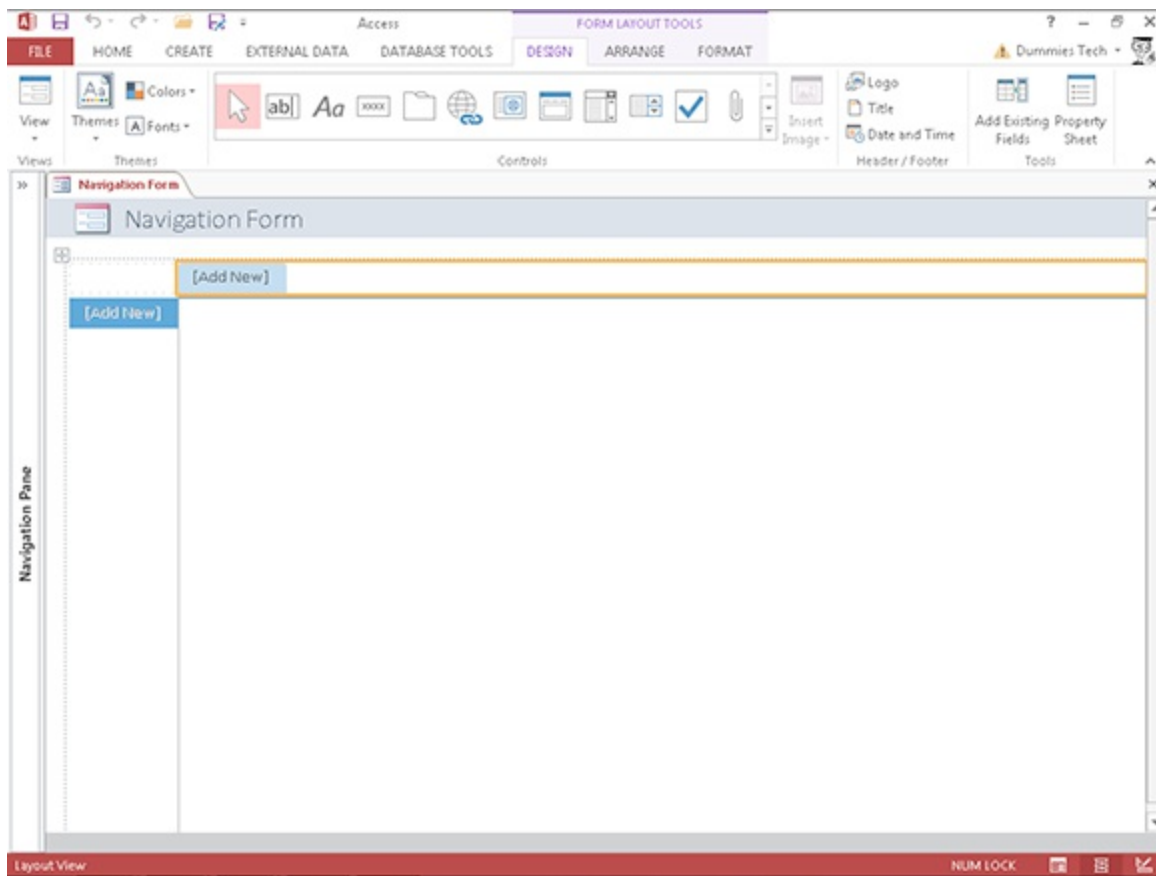 Access FORM LAYOUT TOOLS ?
FILE HOME CREATE EXTERNAL DATA DATABASE TOOLS DESIGN ARRANGE FORMAT Dummies Tech
View
Themes
Aa
Colors
A Fonts
ab| Aa xxxx
Insert Image
Logo
Title
Date and Time
Add Existing Fields
Property Sheet
Views Themes Controls Header / Footer Tools
Navigation Form
Navigation Form
[Add New]
[Add New]
Navigation Pane
Layout View NUM LOCK